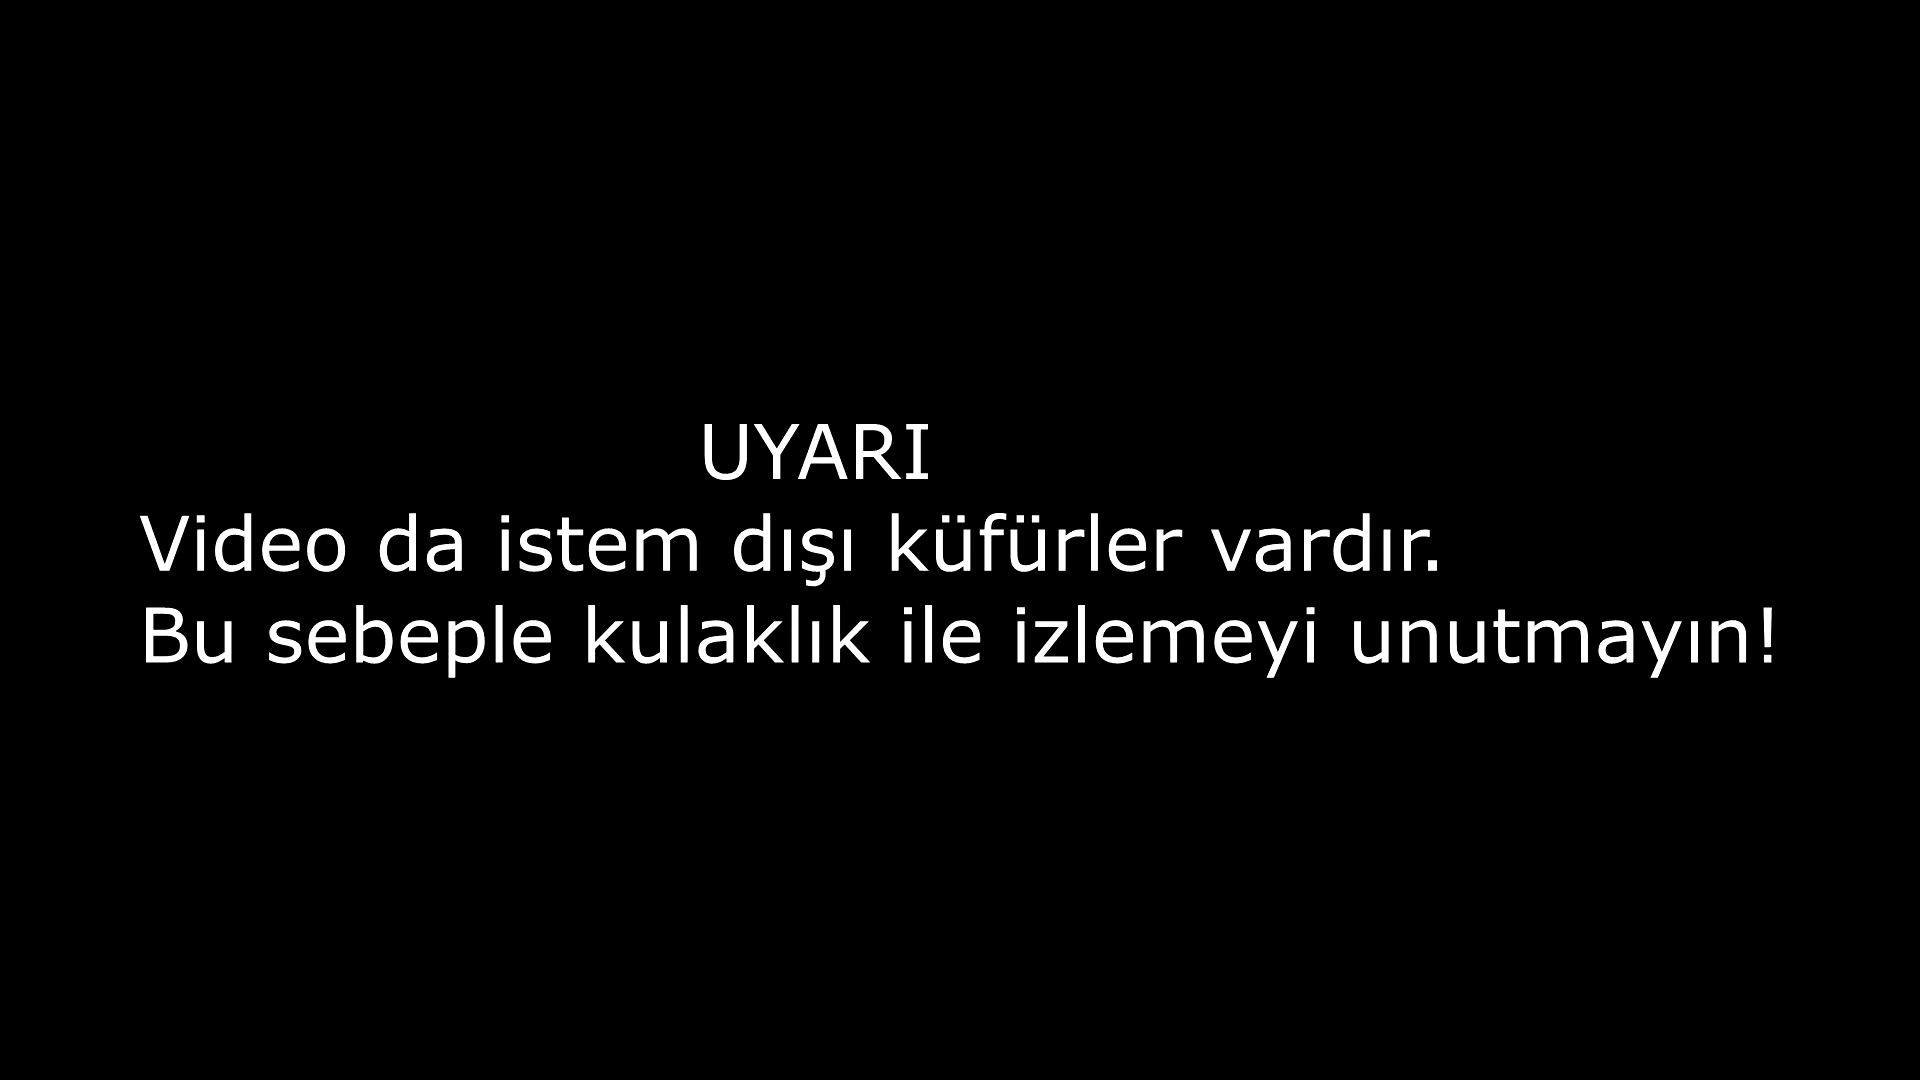 UYARI
Video da istem dışı küfürler vardır.
Bu sebeple kulaklık ile izlemeyi unutmayın!